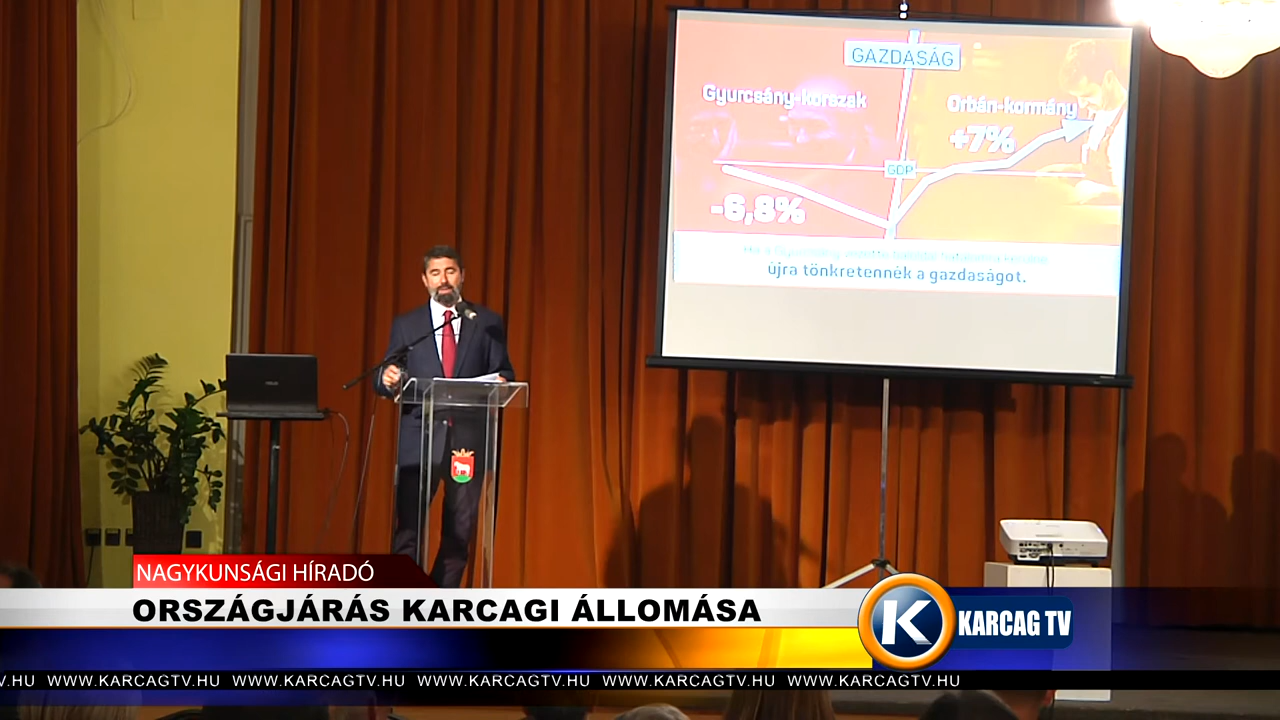 GAZDASÁG
Gyurcsány-korszak
Orbán-kormány
+7%
GDP
-6,8%
újra tönkretennék a gazdaságot.
NAGYKUNSÁGI HÍRADÓ
ORSZÁGJÁRÁS KARCAGI ÁLLOMÁSA
K KARCAG TV
V.HU WWW.KARCAGTV.HU WWW.KARCAGTV.HU WWW.KARCAGTV.HU WWW.KARCAGTV.HU WWW.KARCAGTV.HU